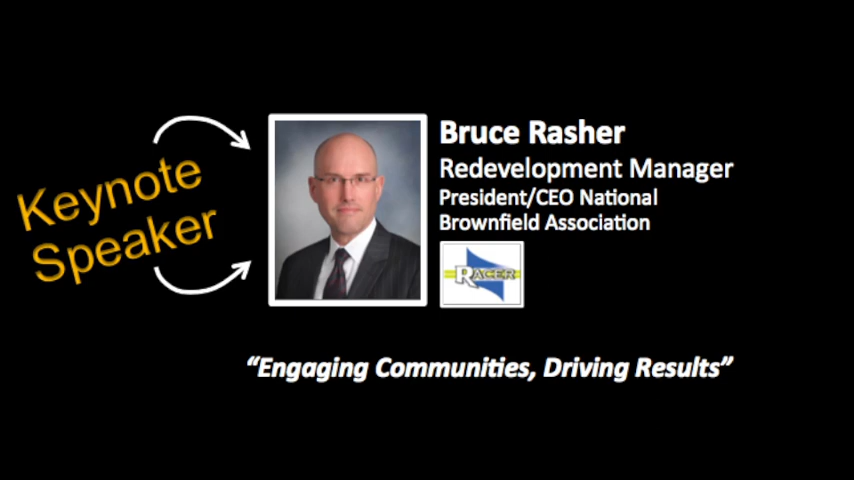 Keynote
Speaker
Bruce Rasher
Redevelopment Manager
President/CEO National
Brownfield Association
RACER
“Engaging Communities, Driving Results”